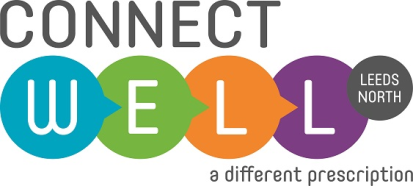 CONNECT
WELL
LEEDS
NORTH
a different prescription